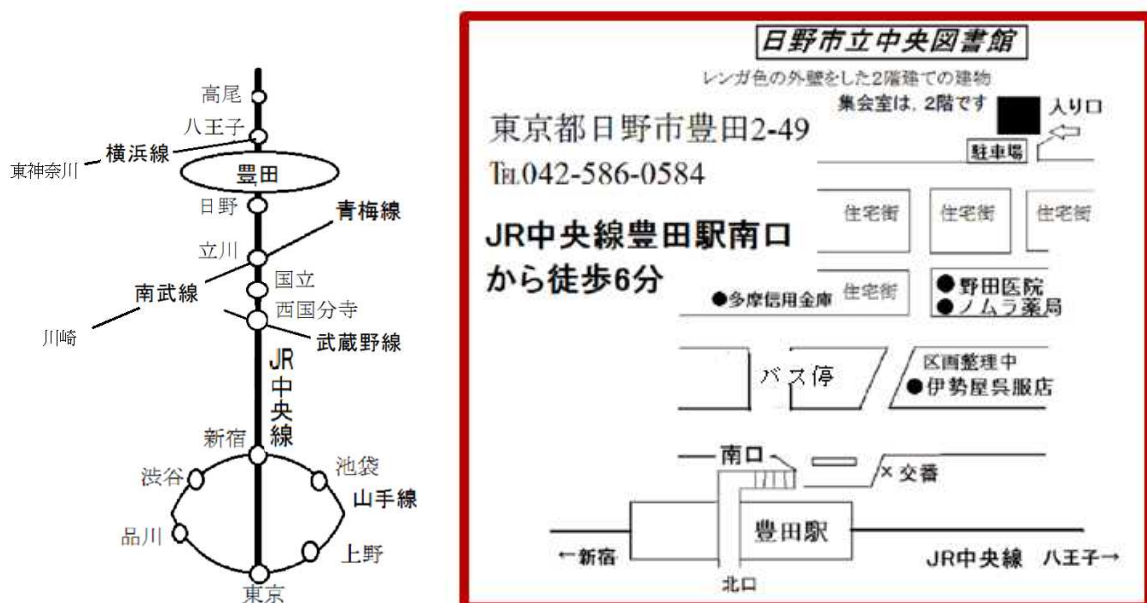 高尾
八王子
横浜線
東神奈川
豊田
日野
青梅線
立川
国立
南武線
西国分寺
川崎
武蔵野線
JR中央線
新宿
渋谷
池袋
山手線
品川
上野
東京
日野市立中央図書館
レンガ色の外壁をした2階建ての建物
集会室は、2階です
入り口
東京都日野市豊田2-49
駐車場
℡042-586-0584
住宅街
住宅街
住宅街
JR中央線豊田駅南口
から徒歩6分
●多摩信用金庫
住宅街
●野田医院
●ノムラ薬局
バス停
区画整理中
●伊勢屋呉服店
南口
×交番
豊田駅
←新宿
JR中央線 八王子→
北口